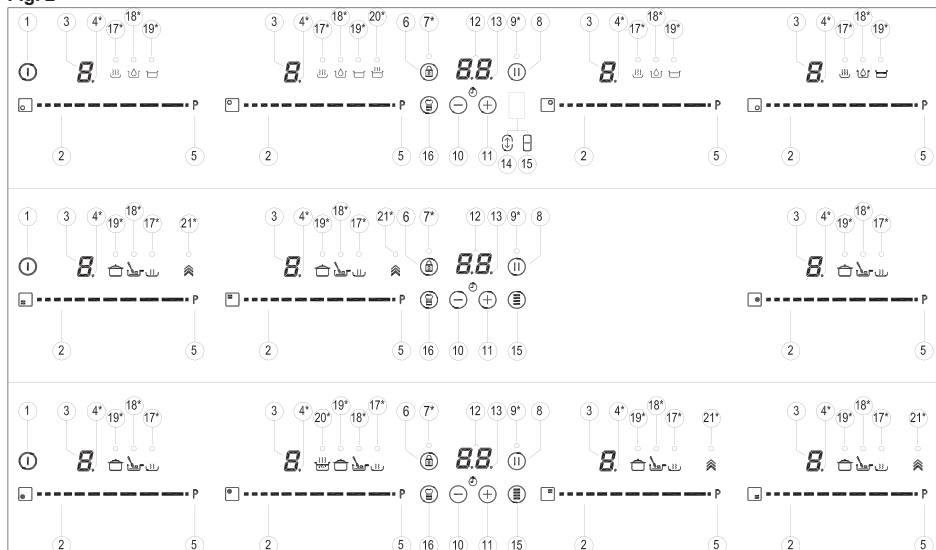 Fig. 2
1 3 4* 17* 18* 19* 3 4* 17* 18* 19* 20* 6 7* 12 13 9* 8 3 4* 17* 18* 19* 3 4* 17* 18* 19*
8. 8. 8.8. 8. 8.
P P P P
2 5 2 5 16 10 11 14 15 2 5 2 5
1 3 4* 19* 18* 17* 21* 3 4* 19* 18* 17* 21* 6 7* 12 13 9* 8 3 4* 19* 18* 17*
8. 8. 8.8. 8.
P P P
2 5 2 5 16 10 11 15 2 5
1 3 4* 19* 18* 17* 3 4* 20* 19* 18* 17* 6 7* 12 13 9* 8 3 4* 19* 18* 17* 21* 3 4* 19* 18* 17* 21*
8. 8. 8.8. 8. 8.
P P P P
2 5 2 5 16 10 11 15 2 5 2 5